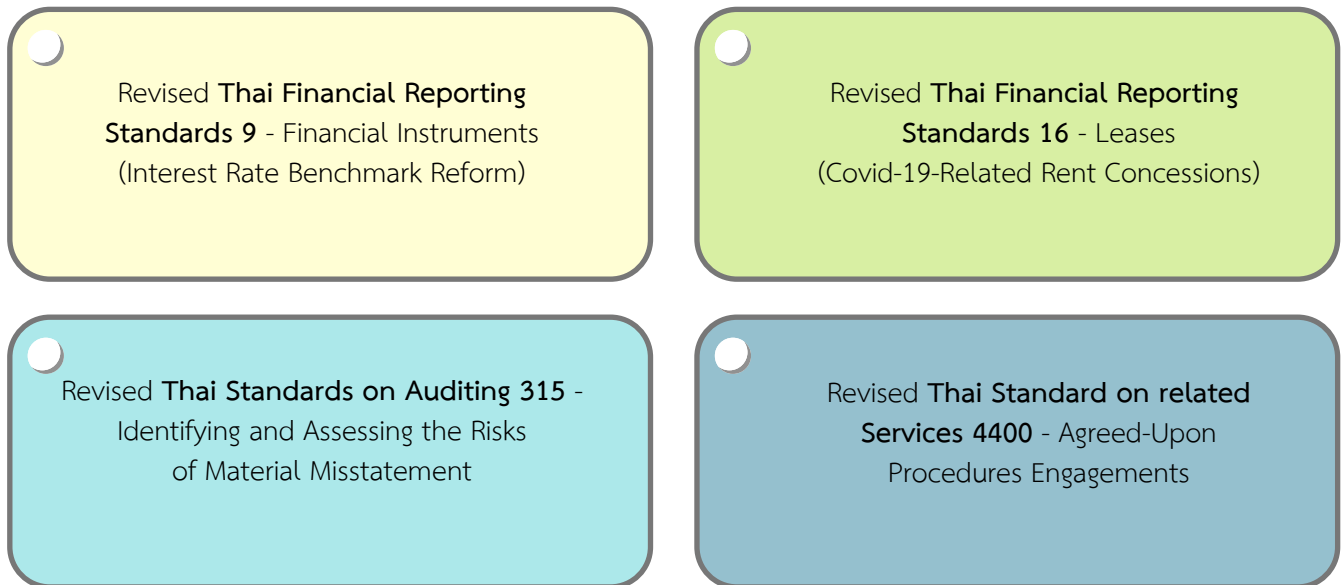 Revised Thai Financial Reporting
Standards 9 - Financial Instruments
(Interest Rate Benchmark Reform)
Revised Thai Financial Reporting
Standards 16 - Leases
(Covid-19-Related Rent Concessions)
Revised Thai Standards on Auditing 315 -
Identifying and Assessing the Risks
of Material Misstatement
Revised Thai Standard on related
Services 4400 - Agreed-Upon
Procedures Engagements